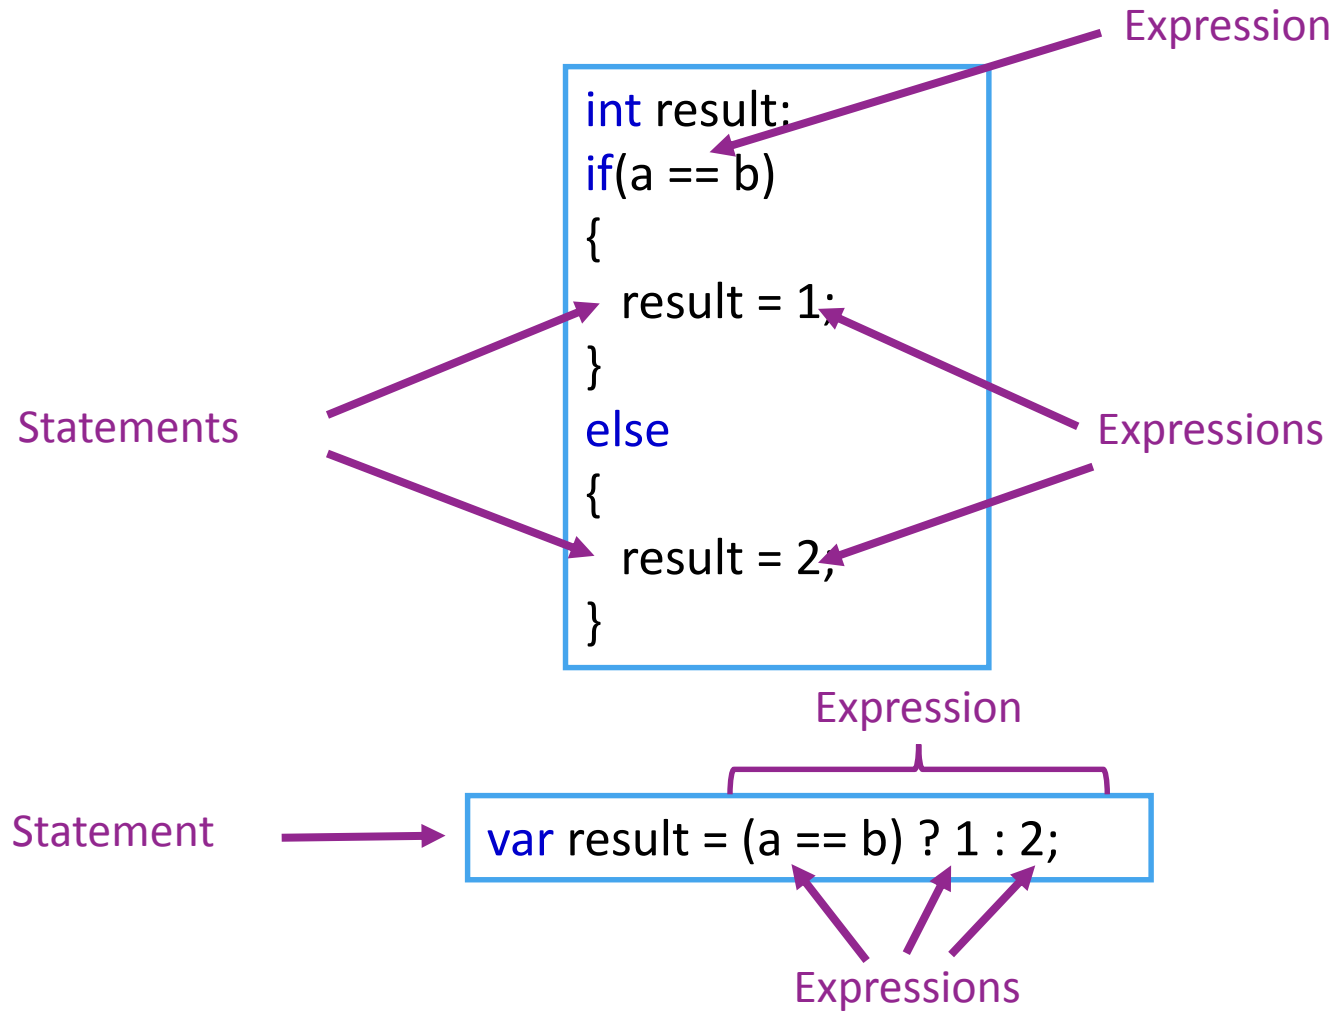 Expression
int result:
if(a == b)
{
result = 1;
}
Statements
else
Expressions
{
result = 2;
}
Expression
Statement
var result = (a == b) ? 1 : 2;
Expressions